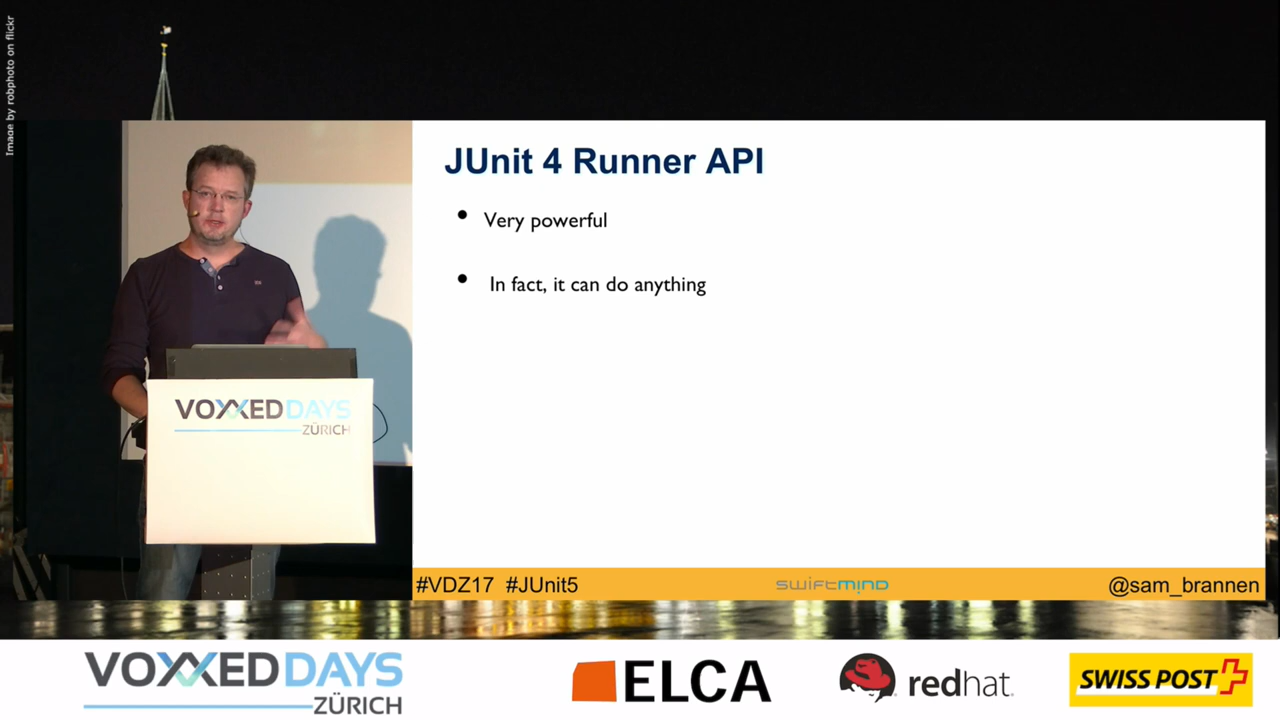 Image by robphoto on flickr
JUnit 4 Runner API
• Very powerful
• In fact, it can do anything
VOXXED DAYS
ZÜRICH
#VDZ17 #JUnit5
swiftmind
@sam_brannen
VOXXED DAYS
ZÜRICH
ELCA
redhat.
SWISS POST